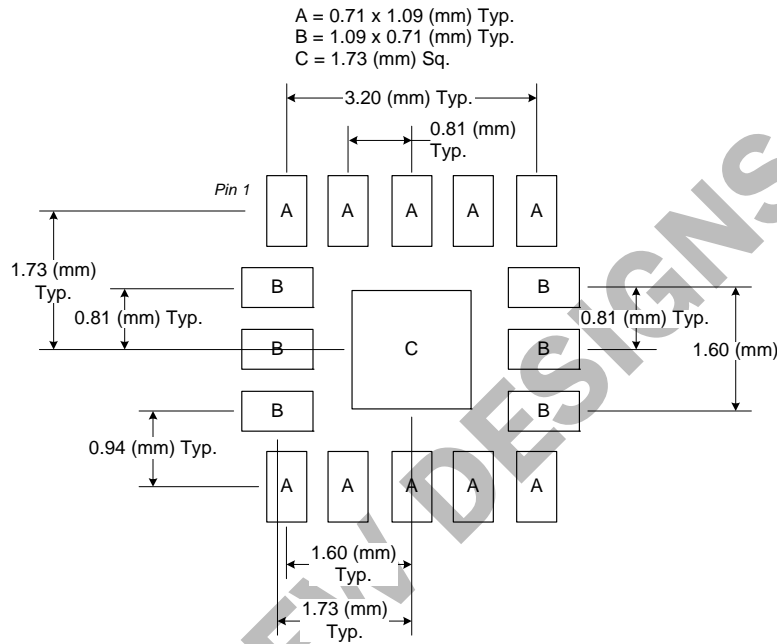 A = 0.71 x 1.09 (mm) Typ.
B = 1.09 x 0.71 (mm) Typ.
C = 1.73 (mm) Sq.
3.20 (mm) Typ.
0.81 (mm)
Typ.
Pin 1
A A A A A
1.73 (mm)
Typ.
B B
0.81 (mm) Typ.
0.81 (mm) Typ.
B C B
1.60 (mm)
B B
0.94 (mm) Typ.
A A A A A
1.60 (mm)
Typ.
1.73 (mm)
Typ.
EW DESIGNS